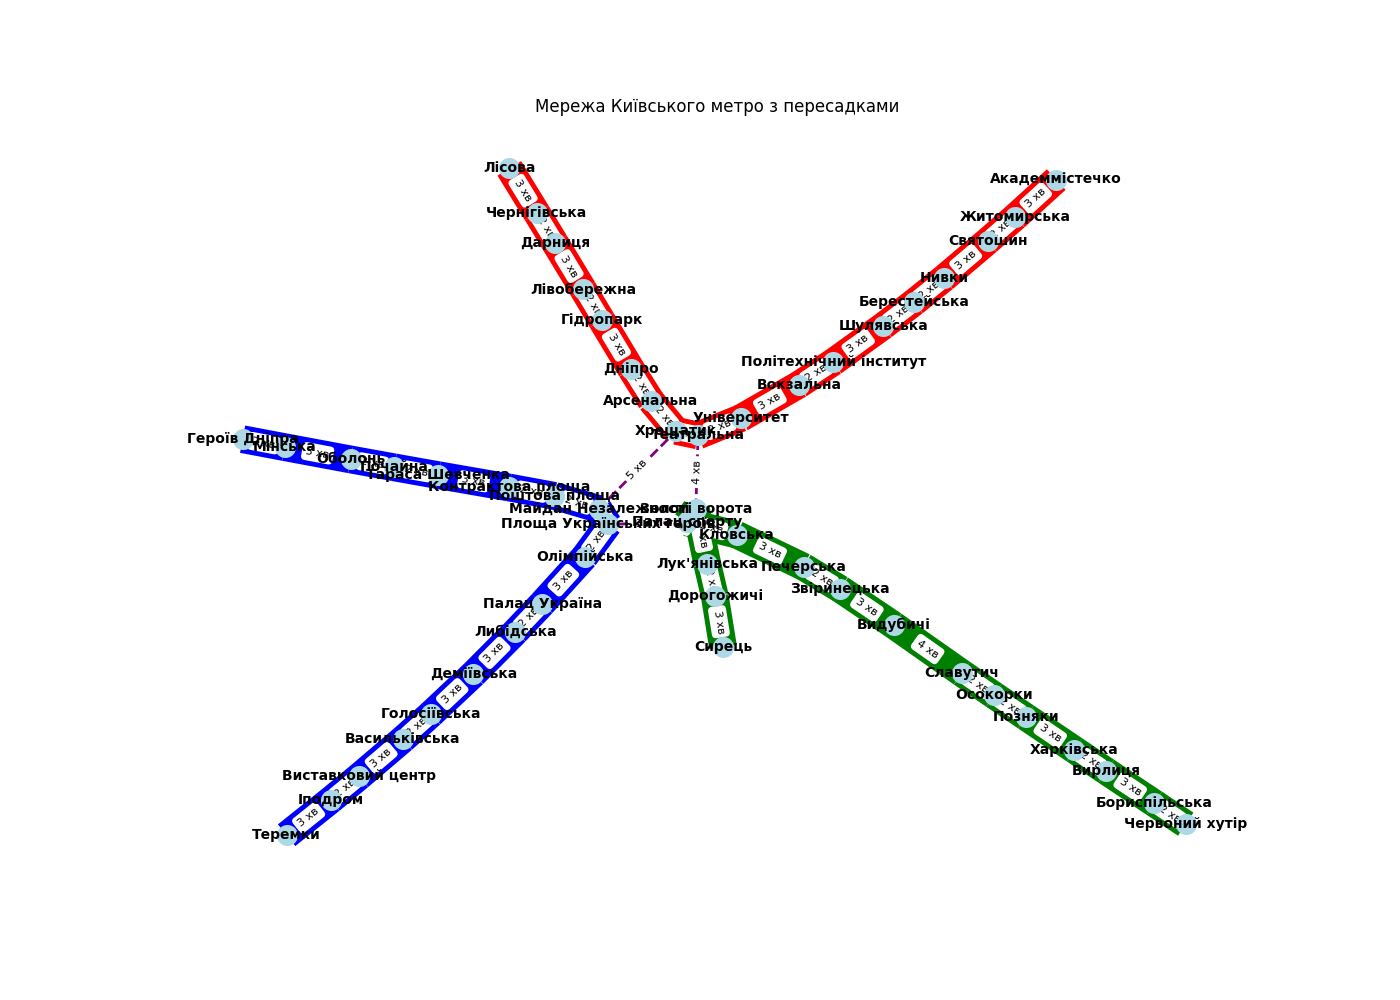 Мережа Київського метро з пересадками
Лісова
3 хв
Чернігівська
Дарниця
3 хв
Лівобережна
Гідропарк
3 хв
Дніпро
Арсенальна
2 хв
Хрещатик
Театральна
Університет
3 хв
Вокзальна
2 хв
Політехнічний інститут
3 хв
Шулявська
2 хв
Берестейська
2 хв
Нивки
3 хв
Святошин
2 хв
Житомирська
3 хв
Академмістечко
5 хв
4 хв
Героїв Дніпра
Мінська
3 хв
Оболонь
Почайна
Тараса Шевченка
Контрактова площа
Поштова площа
Майдан Незалежності
Площа Українських Героїв
2 хв
Олімпійська
3 хв
Палац Україна
2 хв
Либідська
3 хв
Деміївська
3 хв
Голосіївська
2 хв
Васильківська
3 хв
Виставковий центр
2 хв
Іподром
3 хв
Теремки
Золоті ворота
Палац спорту
Кловська
3 хв
Печерська
2 хв
Звіринецька
3 хв
Видубичі
4 хв
Славутич
2 хв
Осокорки
2 хв
Позняки
3 хв
Харківська
2 хв
Вирлиця
3 хв
Бориспільська
2 хв
Червоний хутір
Лук'янівська
Дорогожичі
3 хв
Сирець